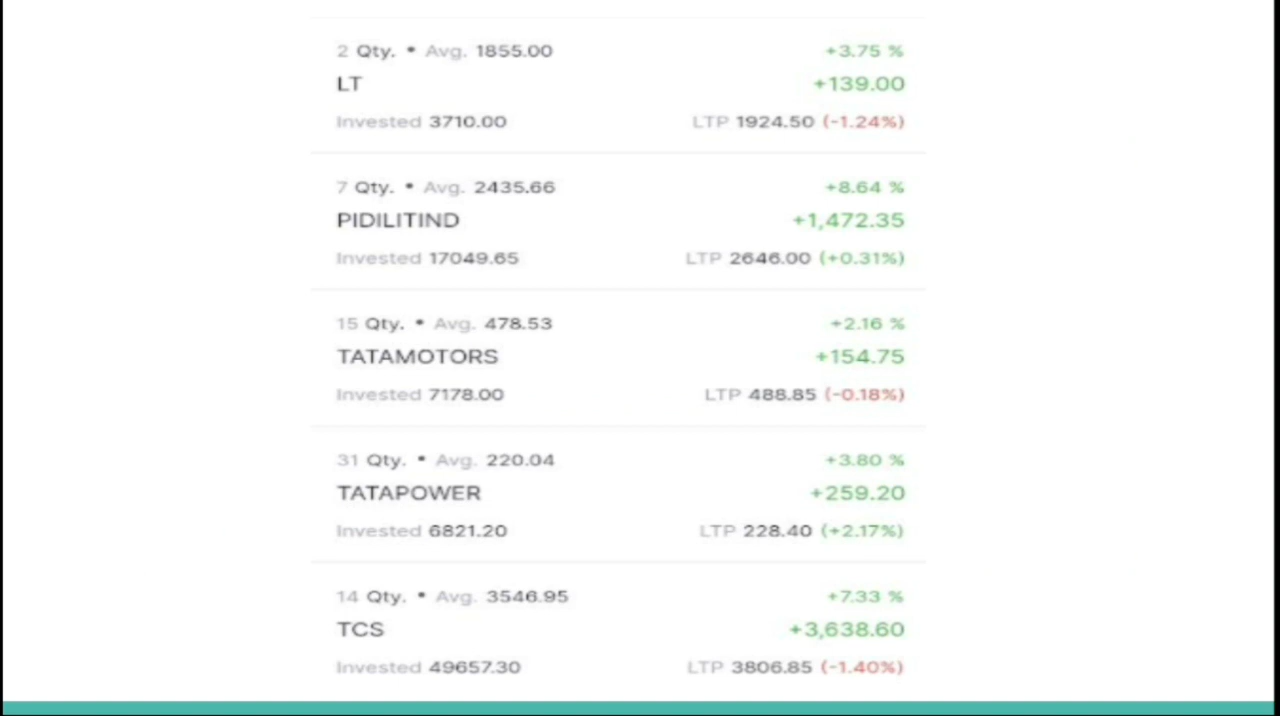 2 Qty. • Avg. 1855.00 +3.75 %
LT +139.00
Invested 3710.00 LTP 1924.50 (-1.24%)
7 Qty. • Avg. 2435.66 +8.64 %
PIDILITIND +1,472.35
Invested 17049.65 LTP 2646.00 (+0.31%)
15 Qty. • Avg. 478.53 +2.16 %
TATAMOTORS +154.75
Invested 7178.00 LTP 488.85 (-0.18%)
31 Qty. • Avg. 220.04 +3.80 %
TATAPOWER +259.20
Invested 6821.20 LTP 228.40 (+2.17%)
14 Qty. • Avg. 3546.95 +7.33 %
TCS +3,638.60
Invested 49657.30 LTP 3806.85 (-1.40%)